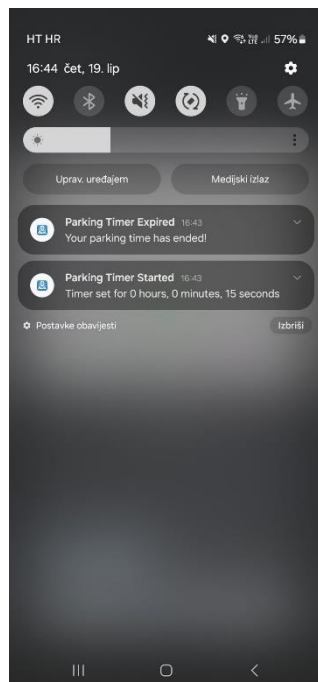 HT HR 57%
16:44 čet, 19. lip
Uprav. uređajem Medijski izlaz
Parking Timer Expired 16:43
Your parking time has ended!
Parking Timer Started 16:43
Timer set for 0 hours, 0 minutes, 15 seconds
Postavke obavijesti Izbriši